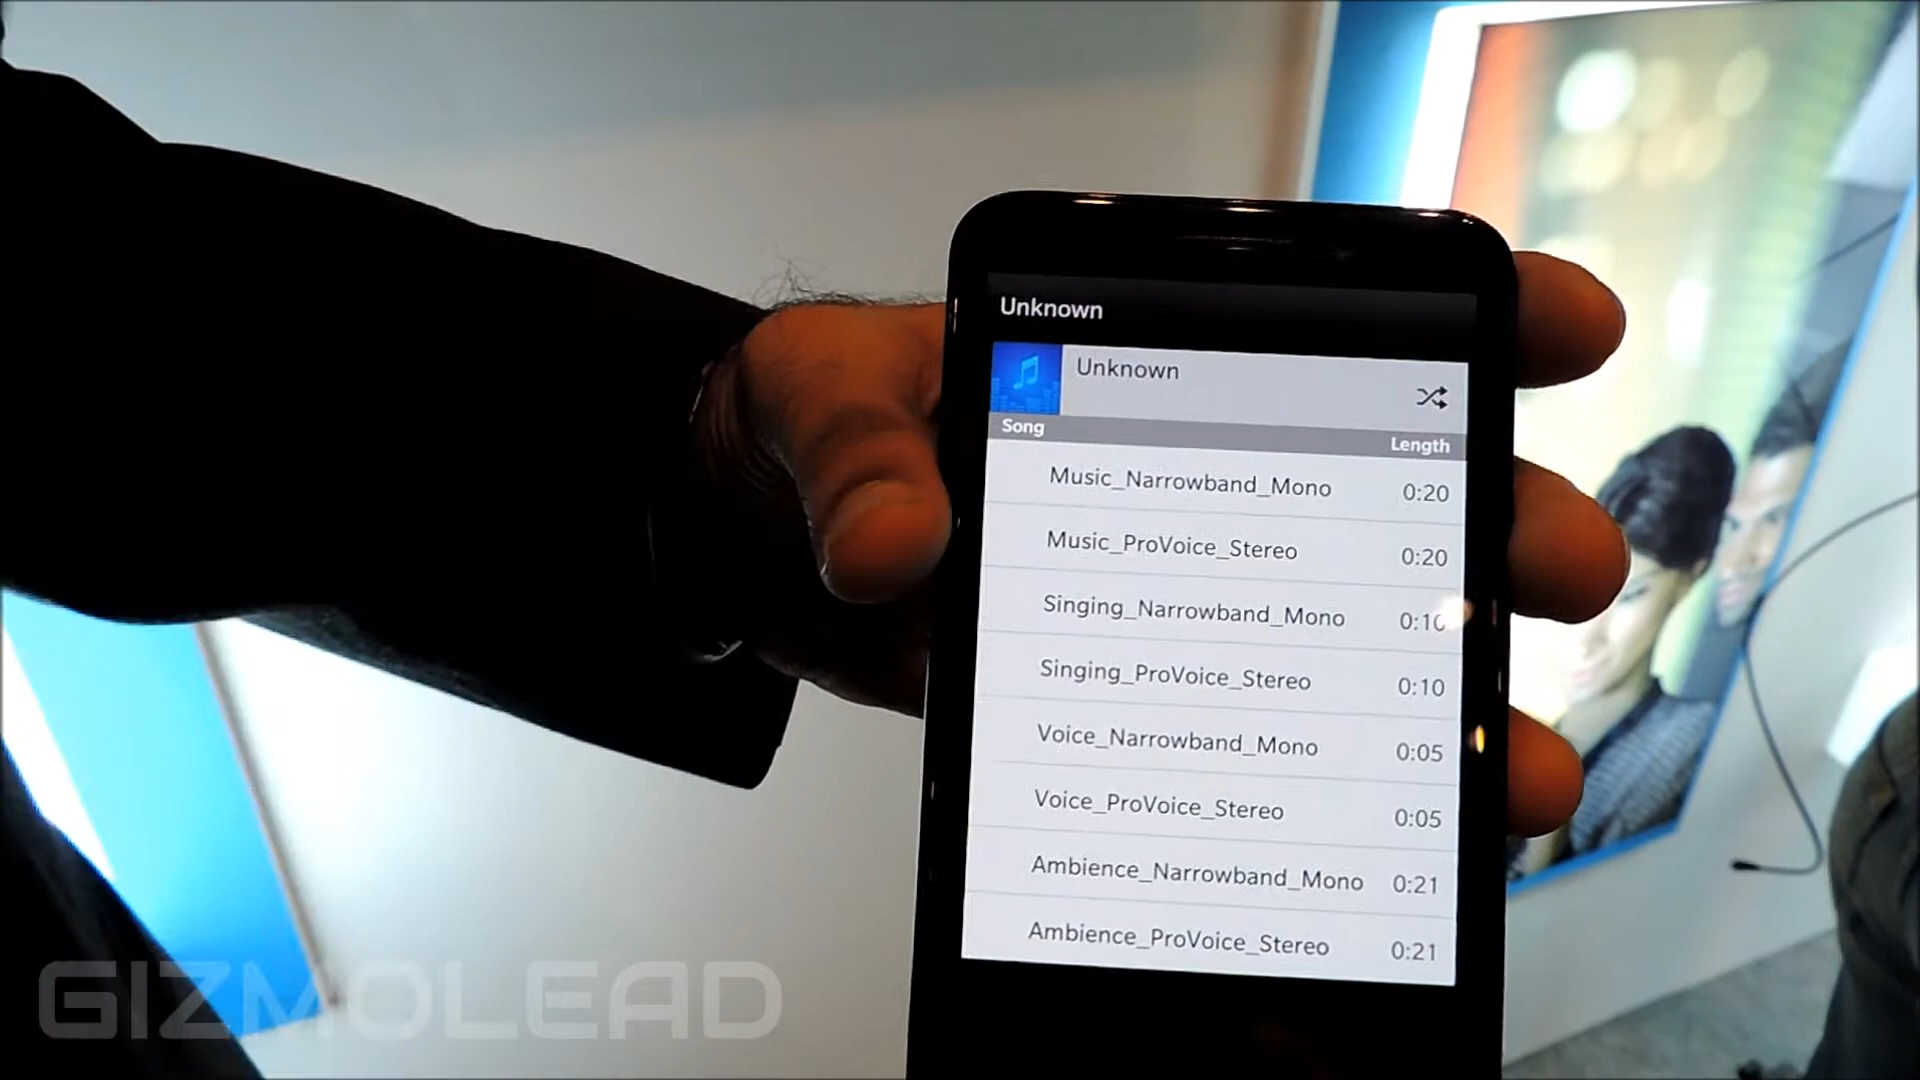 Unknown
Unknown
Song Length
Music_Narrowband_Mono 0:20
Music_ProVoice_Stereo 0:20
Singing_Narrowband_Mono 0:10
Singing_ProVoice_Stereo 0:10
Voice_Narrowband_Mono 0:05
Voice_ProVoice_Stereo 0:05
Ambience_Narrowband_Mono 0:21
Ambience_ProVoice_Stereo 0:21
GIZMOLEAD